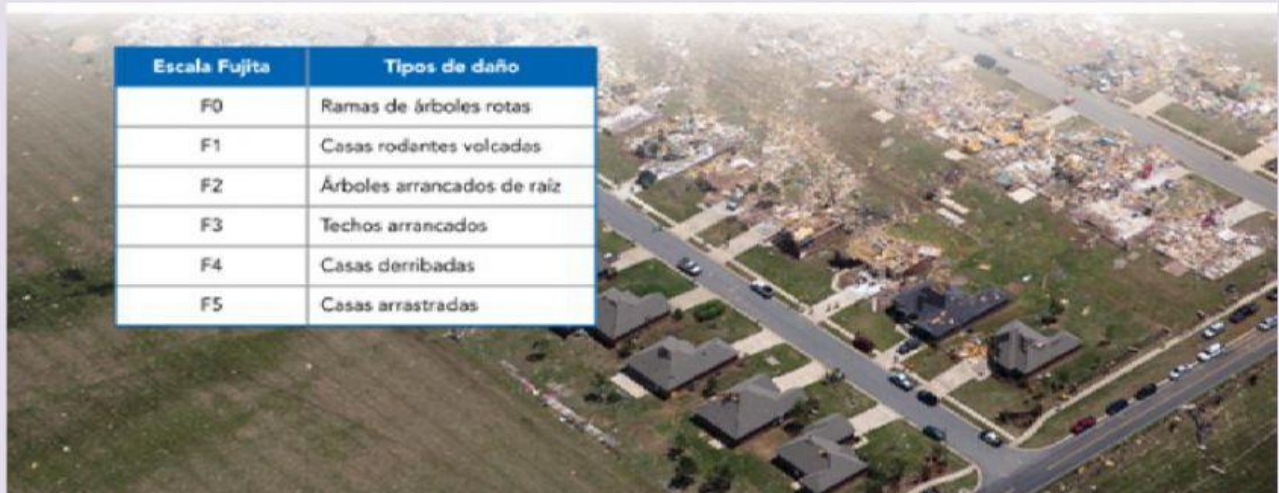 Escala Fujita Tipos de daño
F0 Ramas de árboles rotas
F1 Casas rodantes volcadas
F2 Árboles arrancados de raíz
F3 Techos arrancados
F4 Casas derribadas
F5 Casas arrastradas